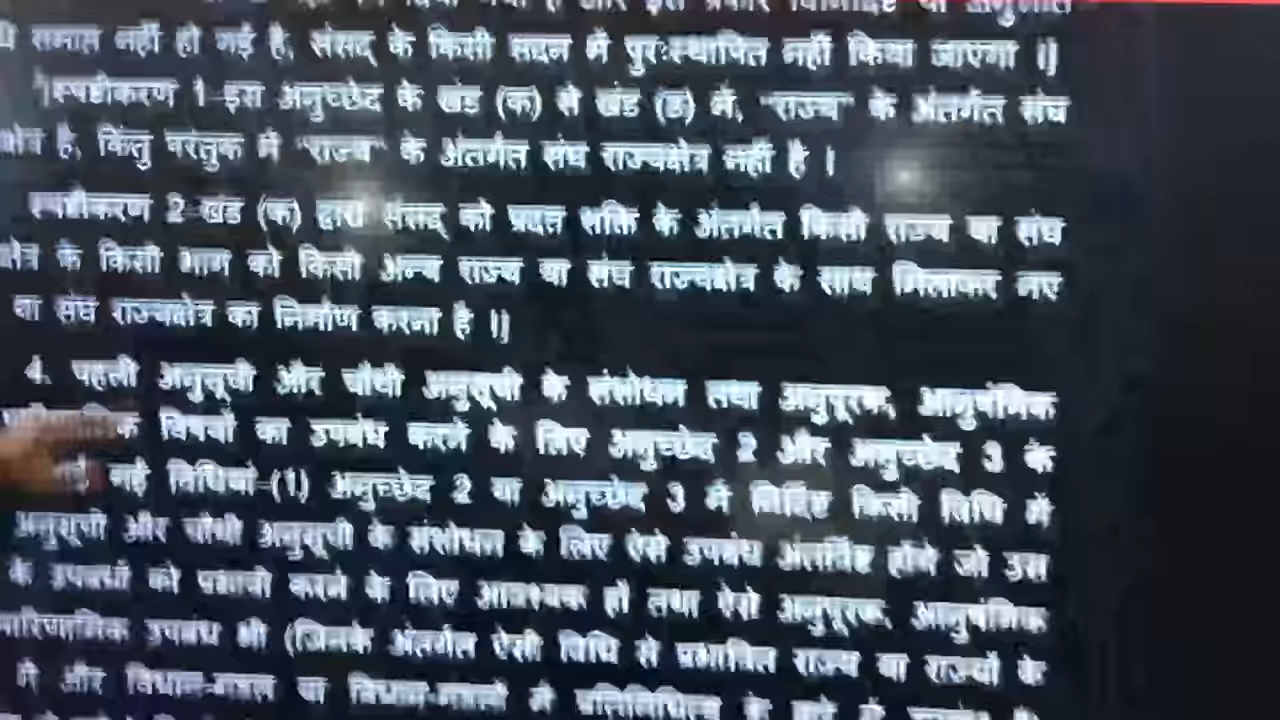 समाप्त नहीं हो गई है, संसद् के किसी सदन में पुरःस्थापित नहीं किया जाएगा ।]
[स्पष्टीकरण 1-इस अनुच्छेद के खंड (क) से खंड (ङ) में, "राज्य" के अंतर्गत संघ
है, किंतु परंतुक में "राज्य" के अंतर्गत संघ राज्यक्षेत्र नहीं है ।
स्पष्टीकरण 2-खंड (क) द्वारा संसद् को प्रदत्त शक्ति के अंतर्गत किसी राज्य या संघ
के किसी भाग को किसी अन्य राज्य या संघ राज्यक्षेत्र के साथ मिलाकर नए
या संघ राज्यक्षेत्र का निर्माण करना है ।]
4. पहली अनुसूची और चौथी अनुसूची के संशोधन तथा अनुपूरक, आनुषंगिक
विषयों का उपबंध करने के लिए अनुच्छेद 2 और अनुच्छेद 3 के
गई विधियां-(1) अनुच्छेद 2 या अनुच्छेद 3 में निर्दिष्ट किसी विधि में
अनुसूची और चौथी अनुसूची के संशोधन के लिए ऐसे उपबंध अंतर्विष्ट होंगे जो उस
के उपबंधों को प्रभावी करने के लिए आवश्यक हों तथा ऐसे अनुपूरक, आनुषंगिक
पारिणामिक उपबंध भी (जिनके अंतर्गत ऐसी विधि से प्रभावित राज्य या राज्यों के
में और विधान-मंडल या विधान-मंडलों में प्रतिनिधित्व के बारे में